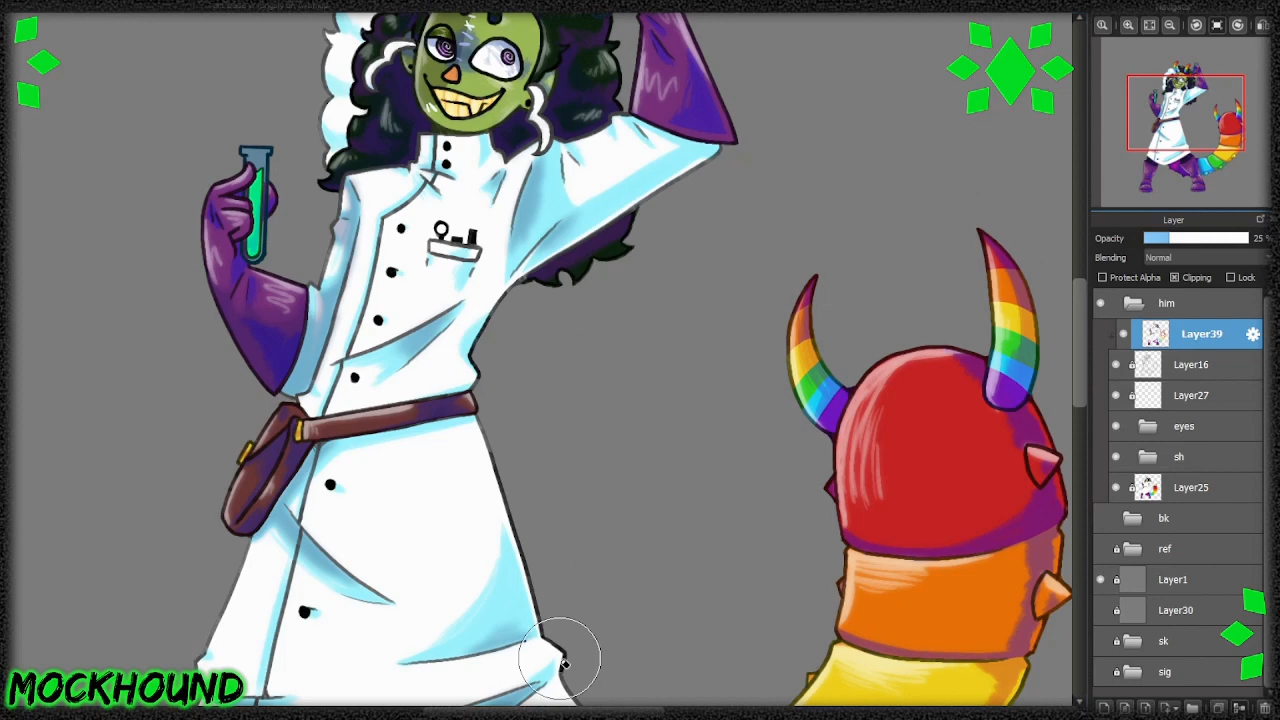 Layer
Opacity 25 %
Blending Normal
Protect Alpha Clipping Lock
him
Layer39
Layer16
Layer27
eyes
sh
Layer25
bk
ref
Layer1
Layer30
sk
sig
MOCKHOUND